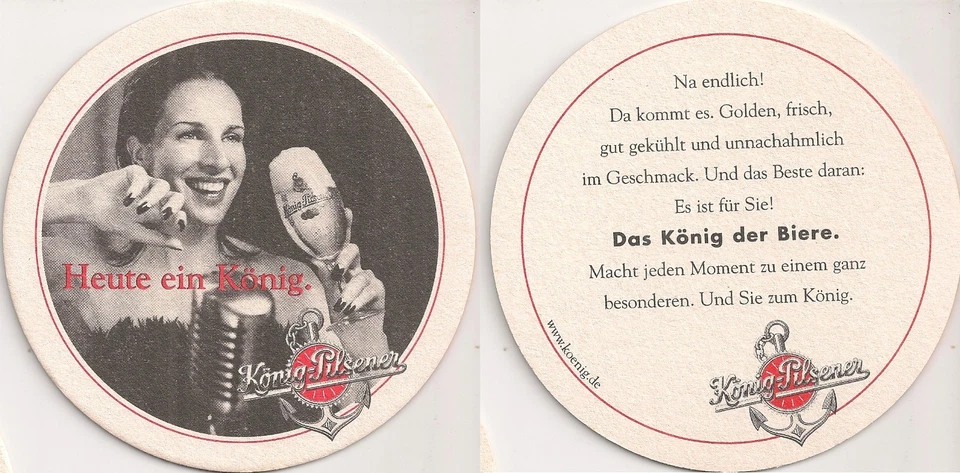 König-Pilsener
Heute ein König.
König-Pilsener
Na endlich!
Da kommt es. Golden, frisch,
gut gekühlt und unnachahmlich
im Geschmack. Und das Beste daran:
Es ist für Sie!
Das König der Biere.
Macht jeden Moment zu einem ganz
besonderen. Und Sie zum König.
www.koenig.de
König-Pilsener